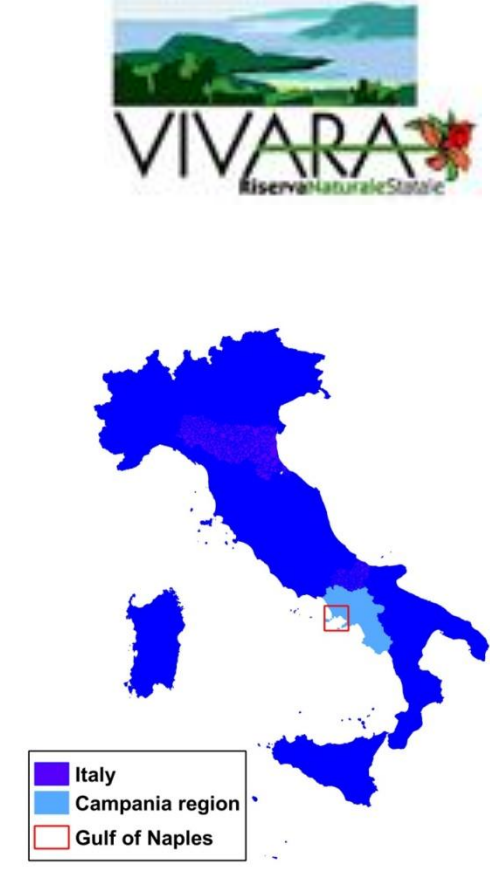 VIVARA
RiservaNaturaleStatale
Italy
Campania region
Gulf of Naples